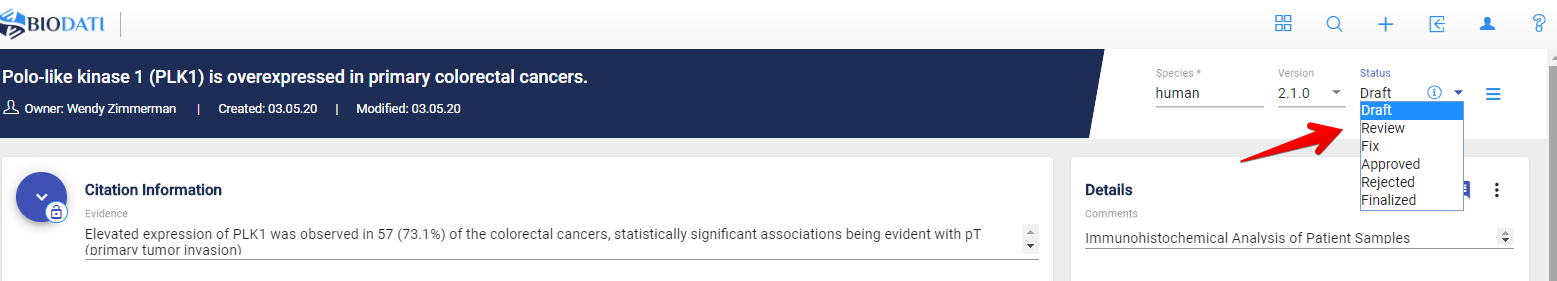 BIODATI
Polo-like kinase 1 (PLK1) is overexpressed in primary colorectal cancers.
Owner: Wendy Zimmerman | Created: 03.05.20 | Modified: 03.05.20
Species *
human
Version
2.1.0
Status
Draft
Draft
Review
Fix
Approved
Rejected
Finalized
Citation Information
Evidence
Elevated expression of PLK1 was observed in 57 (73.1%) of the colorectal cancers, statistically significant associations being evident with pT
(primary tumor invasion)
Details
Comments
Immunohistochemical Analysis of Patient Samples